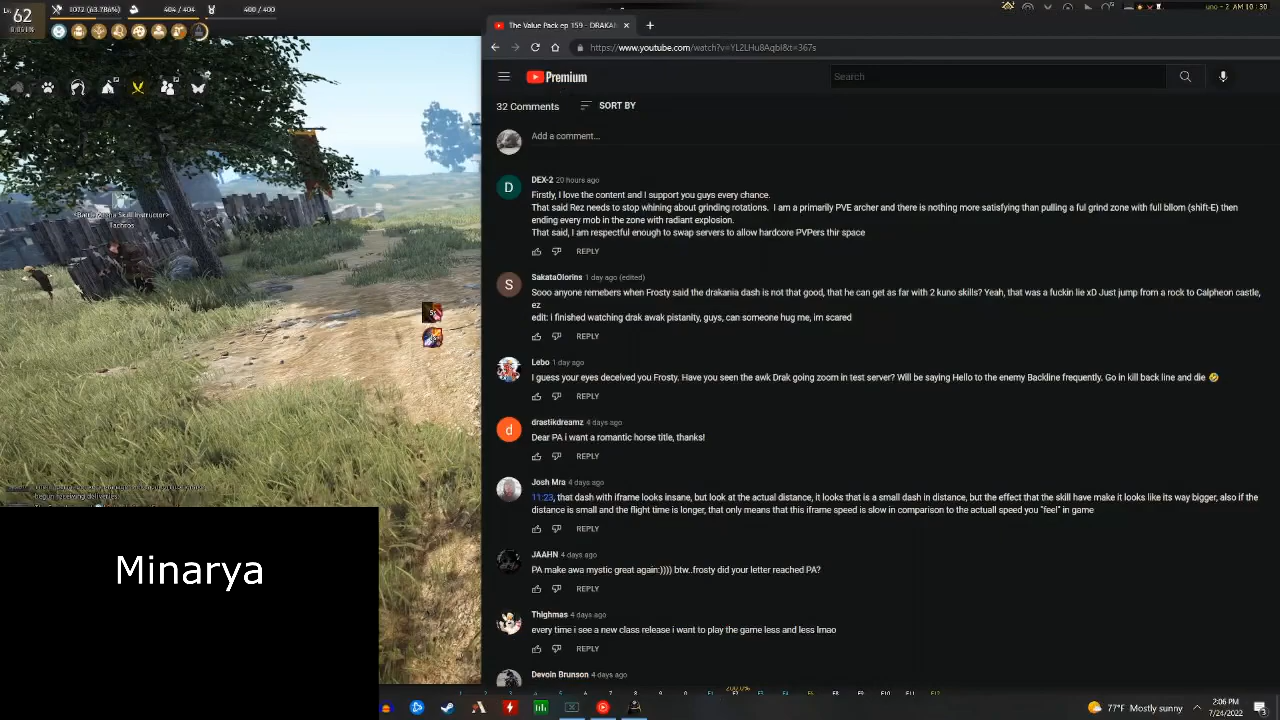 Lv 62
1072 (63.786%)
404 / 404
400 / 400
<Battle Arena Skill Instructor>
Tachros
begun receiving deliveries.
Minarya
The Value Pack ep 159 - DRAKA
https://www.youtube.com/watch?v=YLZLHu8AqbI&t=367s
Premium
Search
32 Comments
SORT BY
Add a comment...
D
DEX-2 20 hours ago
Firstly, I love the content and I support you guys every chance.
That said Rez needs to stop whining about grinding rotations. I am a primarily PVE archer and there is nothing more satisfying than pulling a ful grind zone with full bllom (shift-E) then
ending every mob in the zone with radiant explosion.
That said, I am respectful enough to swap servers to allow hardcore PVPers thir space
REPLY
S
SakataOlorins 1 day ago (edited)
Sooo anyone remebers when Frosty said the drakania dash is not that good, that he can get as far with 2 kuno skills? Yeah, that was a fuckin lie xD Just jump from a rock to Calpheon castle,
ez
edit: i finished watching drak awak pistanity, guys, can someone hug me, im scared
REPLY
Lebo 1 day ago
I guess your eyes deceived you Frosty. Have you seen the awk Drak going zoom in test server? Will be saying Hello to the enemy Backline frequently. Go in kill back line and die 🤣
REPLY
d
drastikdreamz 4 days ago
Dear PA i want a romantic horse title, thanks!
REPLY
Josh Mra 4 days ago
11:23, that dash with iframe looks insane, but look at the actual distance, it looks that is a small dash in distance, but the effect that the skill have make it looks like its way bigger, also if the
distance is small and the flight time is longer, that only means that this iframe speed is slow in comparison to the actual speed you "feel" in game
REPLY
JAAHN 4 days ago
PA make awa mystic great again:)))) btw..frosty did your letter reached PA?
REPLY
Thighmas 4 days ago
every time i see a new class release i want to play the game less and less lmao
REPLY
Devoin Brunson 4 days ago
77°F Mostly sunny
2:06 PM
7/24/2022